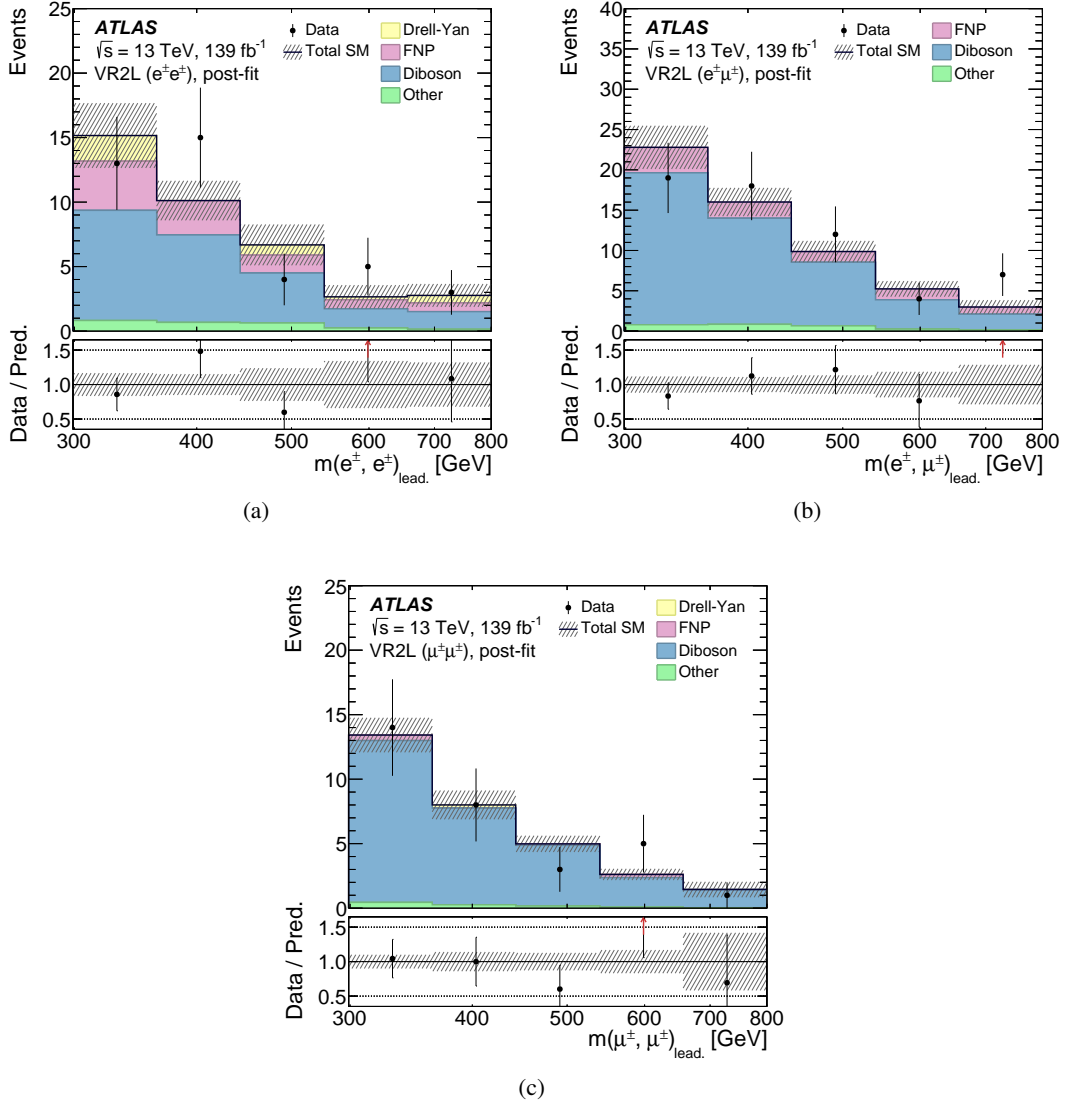 ATLAS
√s = 13 TeV, 139 fb⁻¹
VR2L (e±e±), post-fit
Data
Total SM
Drell-Yan
FNP
Diboson
Other
Events
25
20
15
10
5
0
Data / Pred.
1.5
1.0
0.5
300 400 500 600 700 800
m(e±, e±)lead. [GeV]
(a)
ATLAS
√s = 13 TeV, 139 fb⁻¹
VR2L (e±μ±), post-fit
Data
Total SM
FNP
Diboson
Other
Events
40
35
30
25
20
15
10
5
0
Data / Pred.
1.5
1.0
0.5
300 400 500 600 700 800
m(e±, μ±)lead. [GeV]
(b)
ATLAS
√s = 13 TeV, 139 fb⁻¹
VR2L (μ±μ±), post-fit
Data
Total SM
Drell-Yan
FNP
Diboson
Other
Events
25
20
15
10
5
0
Data / Pred.
1.5
1.0
0.5
300 400 500 600 700 800
m(μ±, μ±)lead. [GeV]
(c)